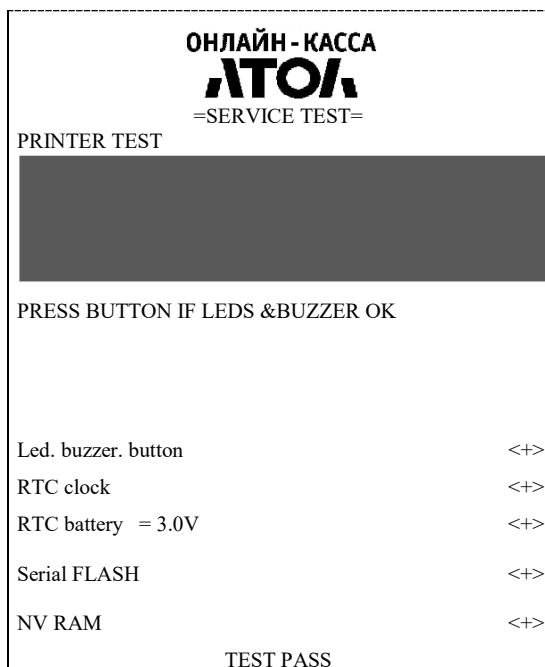 ОНЛАЙН-КАССА
АТОЛ
=SERVICE TEST=
PRINTER TEST
PRESS BUTTON IF LEDS &BUZZER OK
Led. buzzer. button <+>
RTC clock <+>
RTC battery = 3.0V <+>
Serial FLASH <+>
NV RAM <+>
TEST PASS